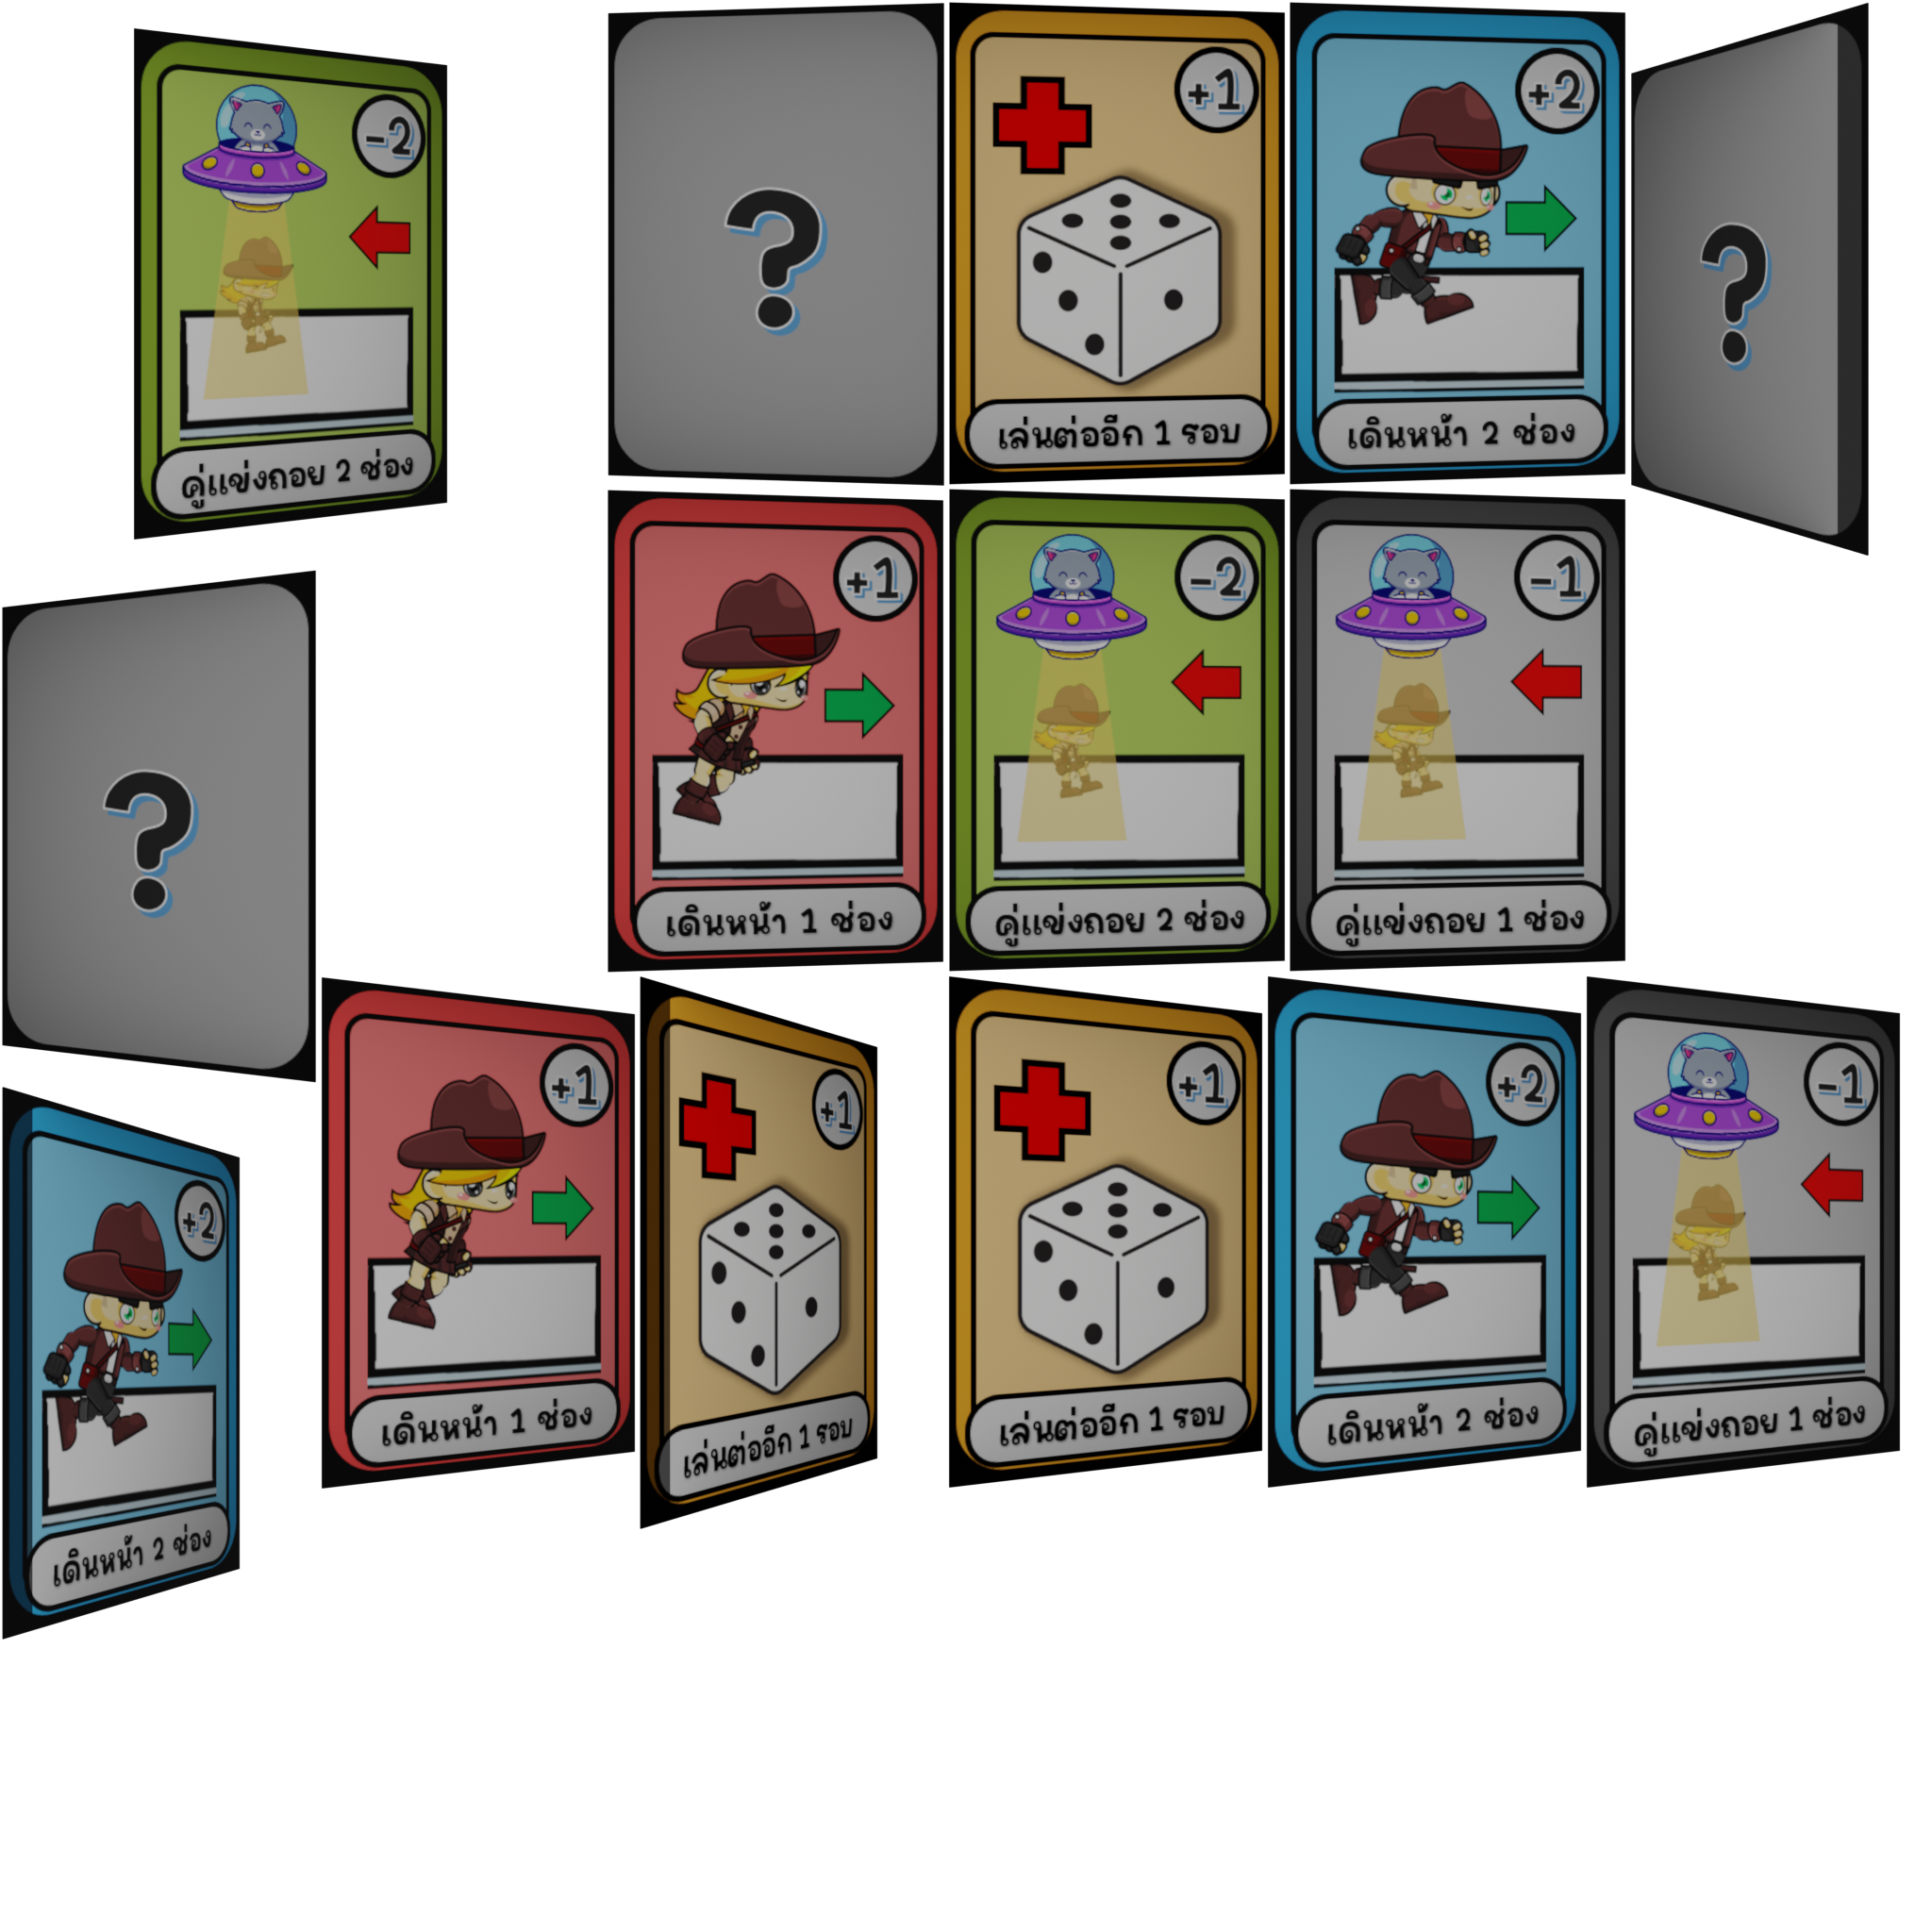 -2
คู่แข่งถอย 2 ช่อง
?
+1
เล่นต่ออีก 1 รอบ
+2
เดินหน้า 2 ช่อง
?
?
+1
เดินหน้า 1 ช่อง
-2
คู่แข่งถอย 2 ช่อง
-1
คู่แข่งถอย 1 ช่อง
+2
เดินหน้า 2 ช่อง
+1
เดินหน้า 1 ช่อง
+1
เล่นต่ออีก 1 รอบ
+1
เล่นต่ออีก 1 รอบ
+2
เดินหน้า 2 ช่อง
-1
คู่แข่งถอย 1 ช่อง